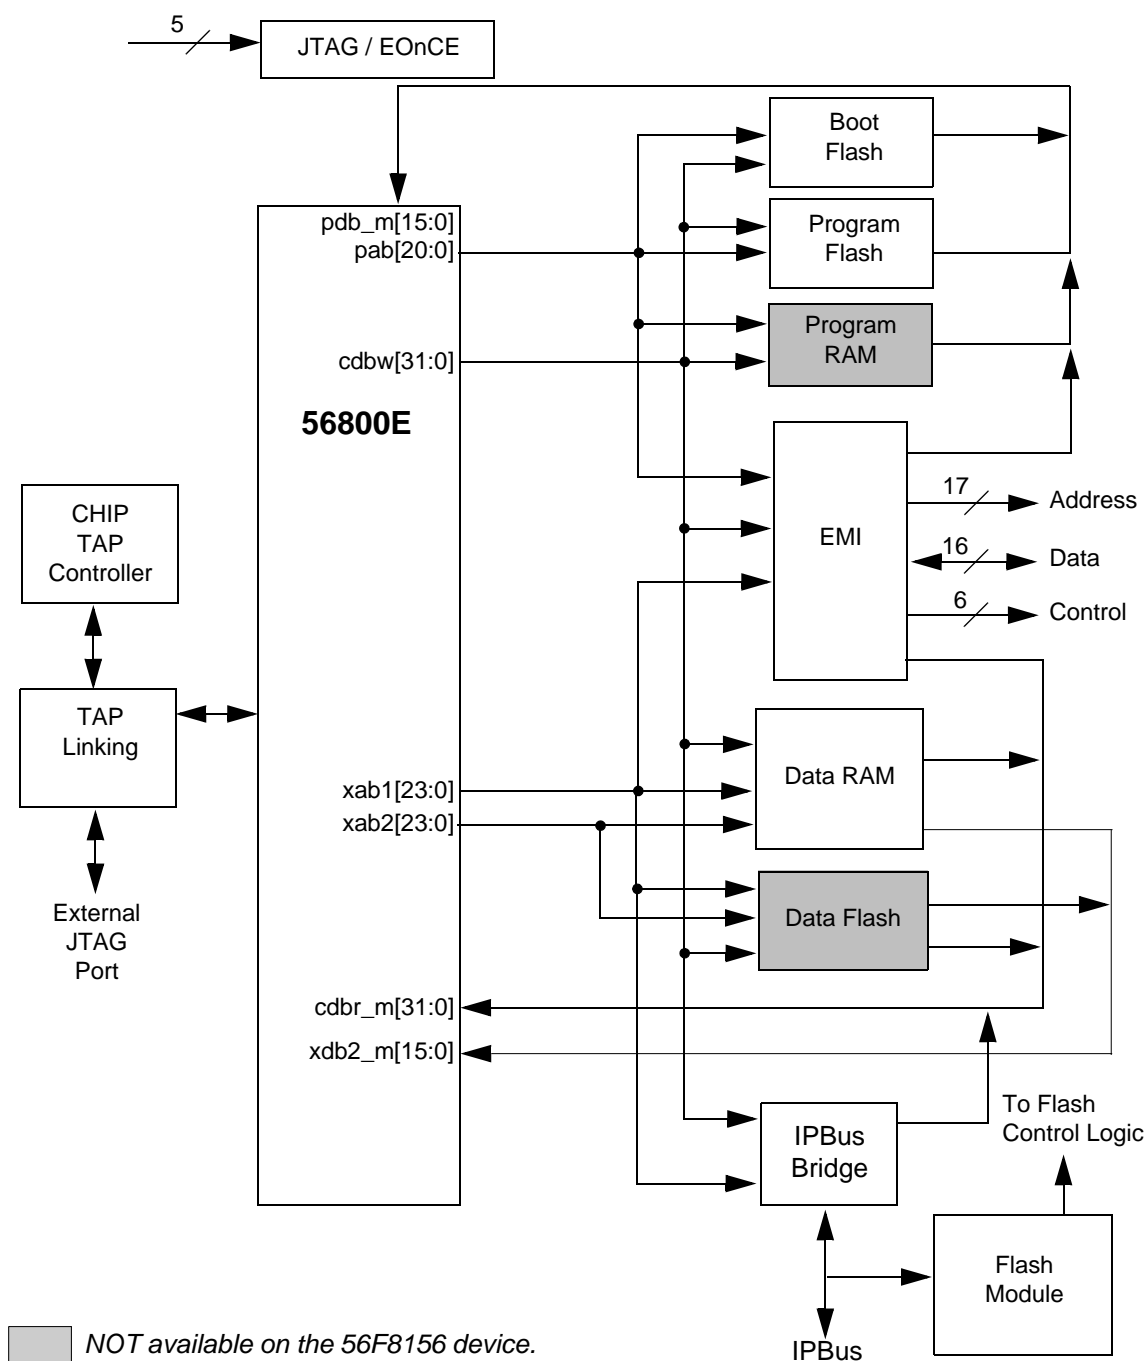 5
JTAG / EOnCE
Boot
Flash
pdb_m[15:0]
pab[20:0]
Program
Flash
Program
RAM
cdbw[31:0]
56800E
CHIP
TAP
Controller
EMI
17
Address
16
Data
6
Control
TAP
Linking
Data RAM
xab1[23:0]
xab2[23:0]
External
JTAG
Port
Data Flash
cdbr_m[31:0]
xdb2_m[15:0]
To Flash
Control Logic
IPBus
Bridge
Flash
Module
NOT available on the 56F8156 device.
IPBus